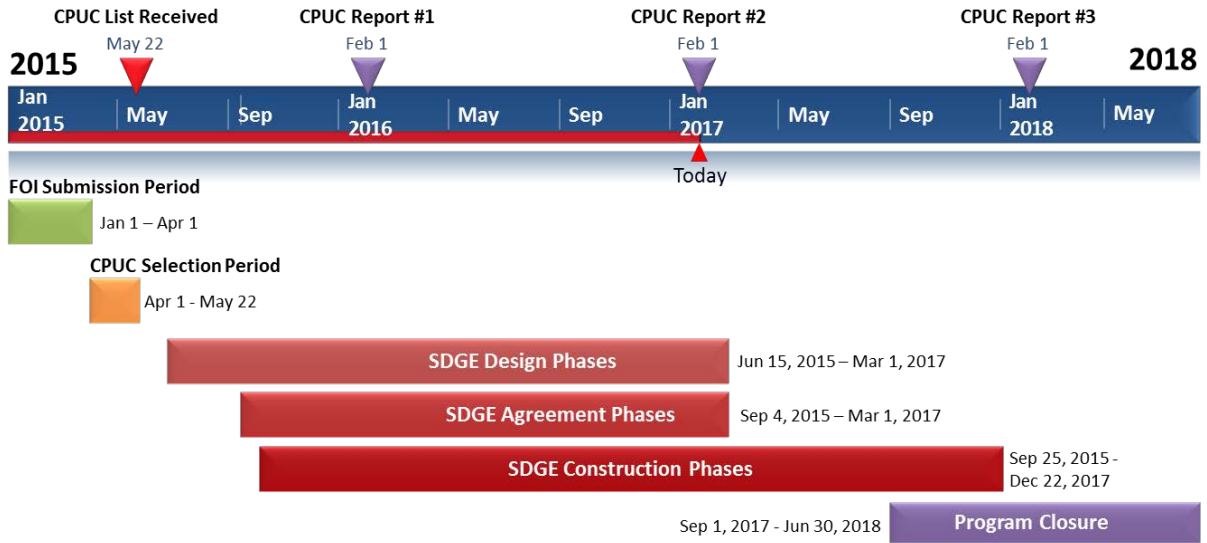 CPUC List Received
May 22
CPUC Report #1
Feb 1
CPUC Report #2
Feb 1
CPUC Report #3
Feb 1
2015
2018
Jan
2015
May
Sep
Jan
2016
May
Sep
Jan
2017
May
Sep
Jan
2018
May
Today
FOI Submission Period
Jan 1 – Apr 1
CPUC Selection Period
Apr 1 - May 22
SDGE Design Phases
Jun 15, 2015 – Mar 1, 2017
SDGE Agreement Phases
Sep 4, 2015 – Mar 1, 2017
SDGE Construction Phases
Sep 25, 2015 -
Dec 22, 2017
Sep 1, 2017 - Jun 30, 2018
Program Closure